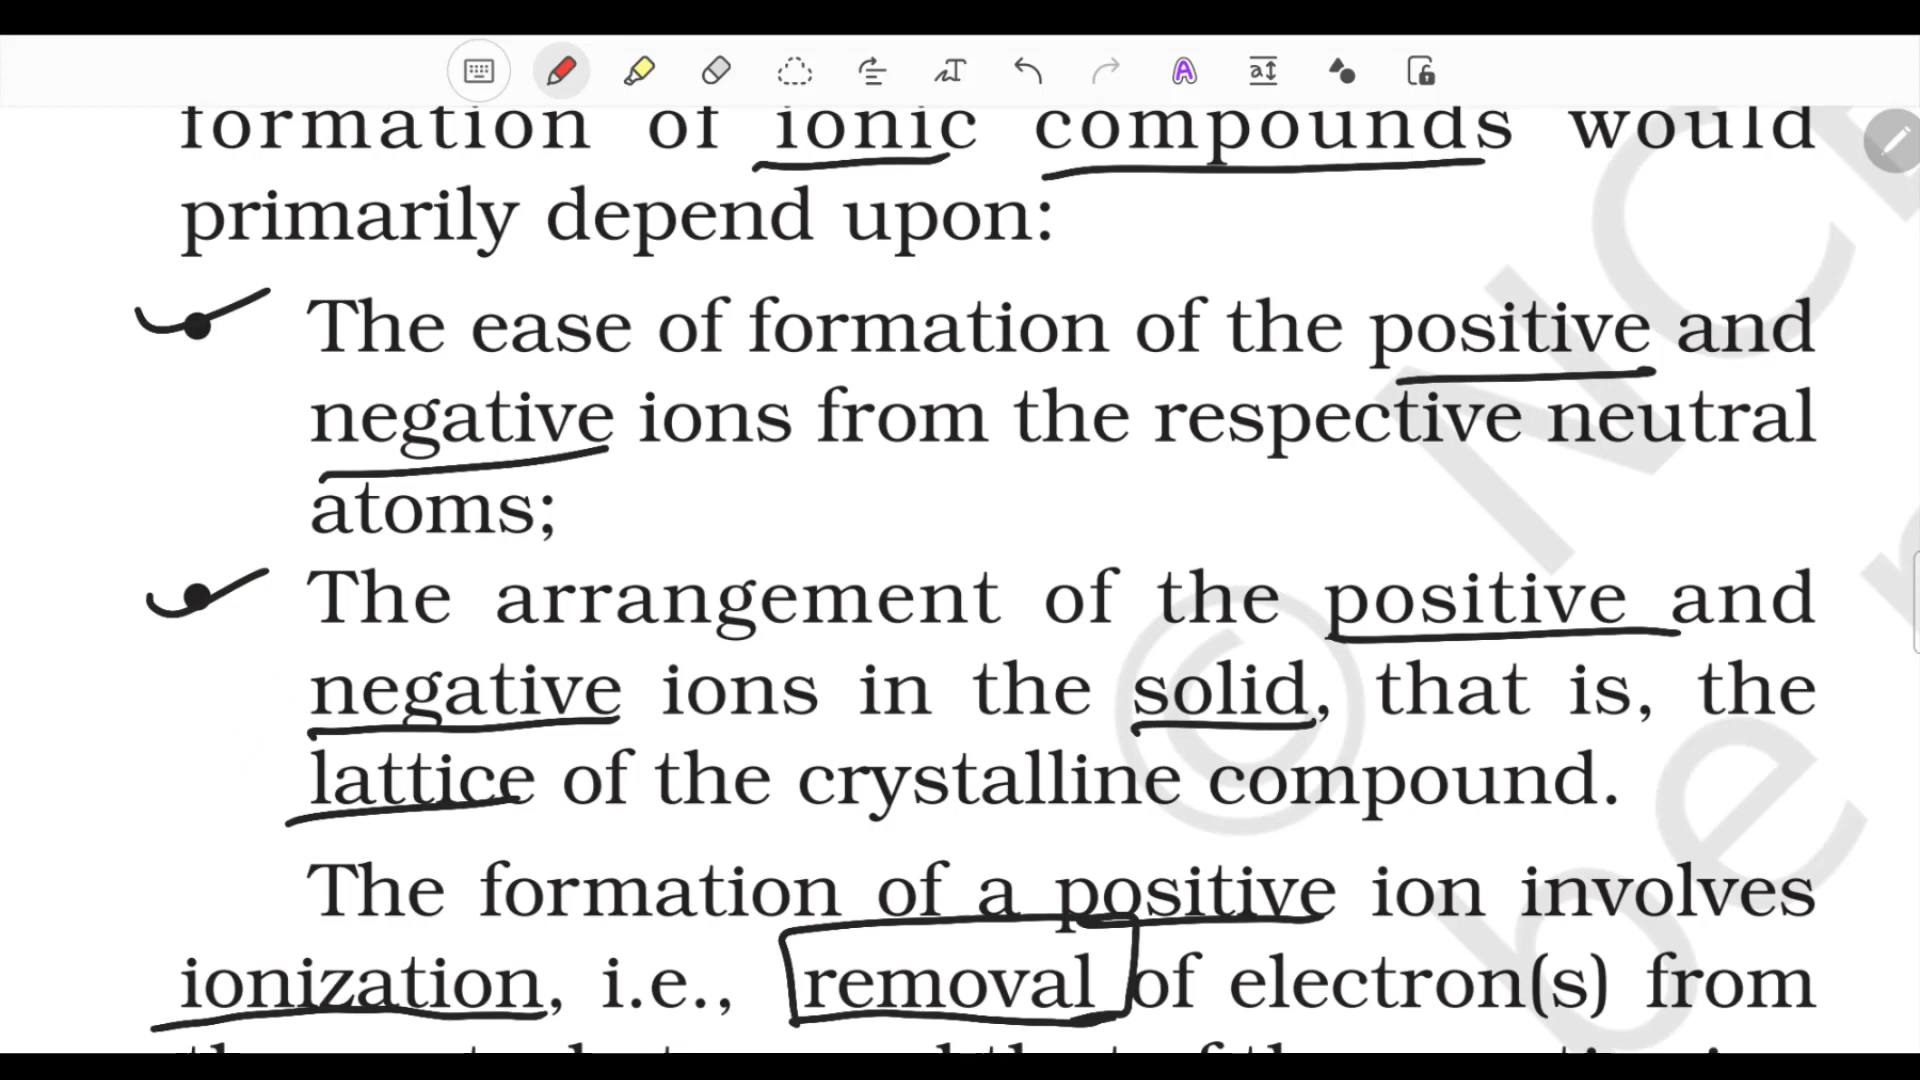 formation of ionic compounds would
primarily depend upon:
• The ease of formation of the positive and
negative ions from the respective neutral
atoms;
• The arrangement of the positive and
negative ions in the solid, that is, the
lattice of the crystalline compound.
The formation of a positive ion involves
ionization, i.e., removal of electron(s) from